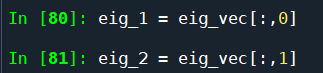 In [80]: eig_1 = eig_vec[:,0]
In [81]: eig_2 = eig_vec[:,1]